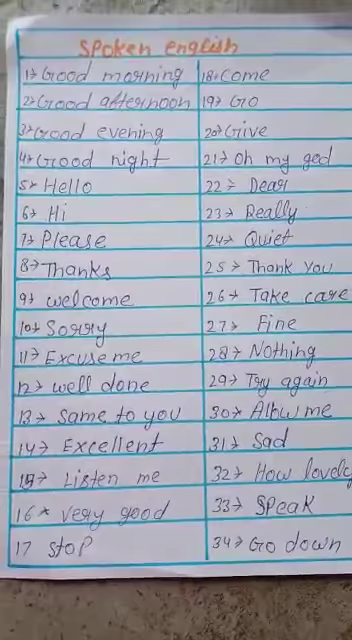 Spoken english
1→ Good morning
2→ Good afternoon
3→ Good evening
4→ Good night
5→ Hello
6→ Hi
7→ Please
8→ Thanks
9→ welcome
10→ Sorry
11→ Excuse me
12→ well done
13→ Same to you
14→ Excellent
15→ Listen me
16→ very good
17 stop
18→ come
19→ Go
20→ Give
21→ oh my god
22→ Dear
23→ Really
24→ Quiet
25→ Thank you
26→ Take care
27→ Fine
28→ Nothing
29→ Try again
30→ Allow me
31→ Sad
32→ How lovely
33→ Speak
34→ Go down